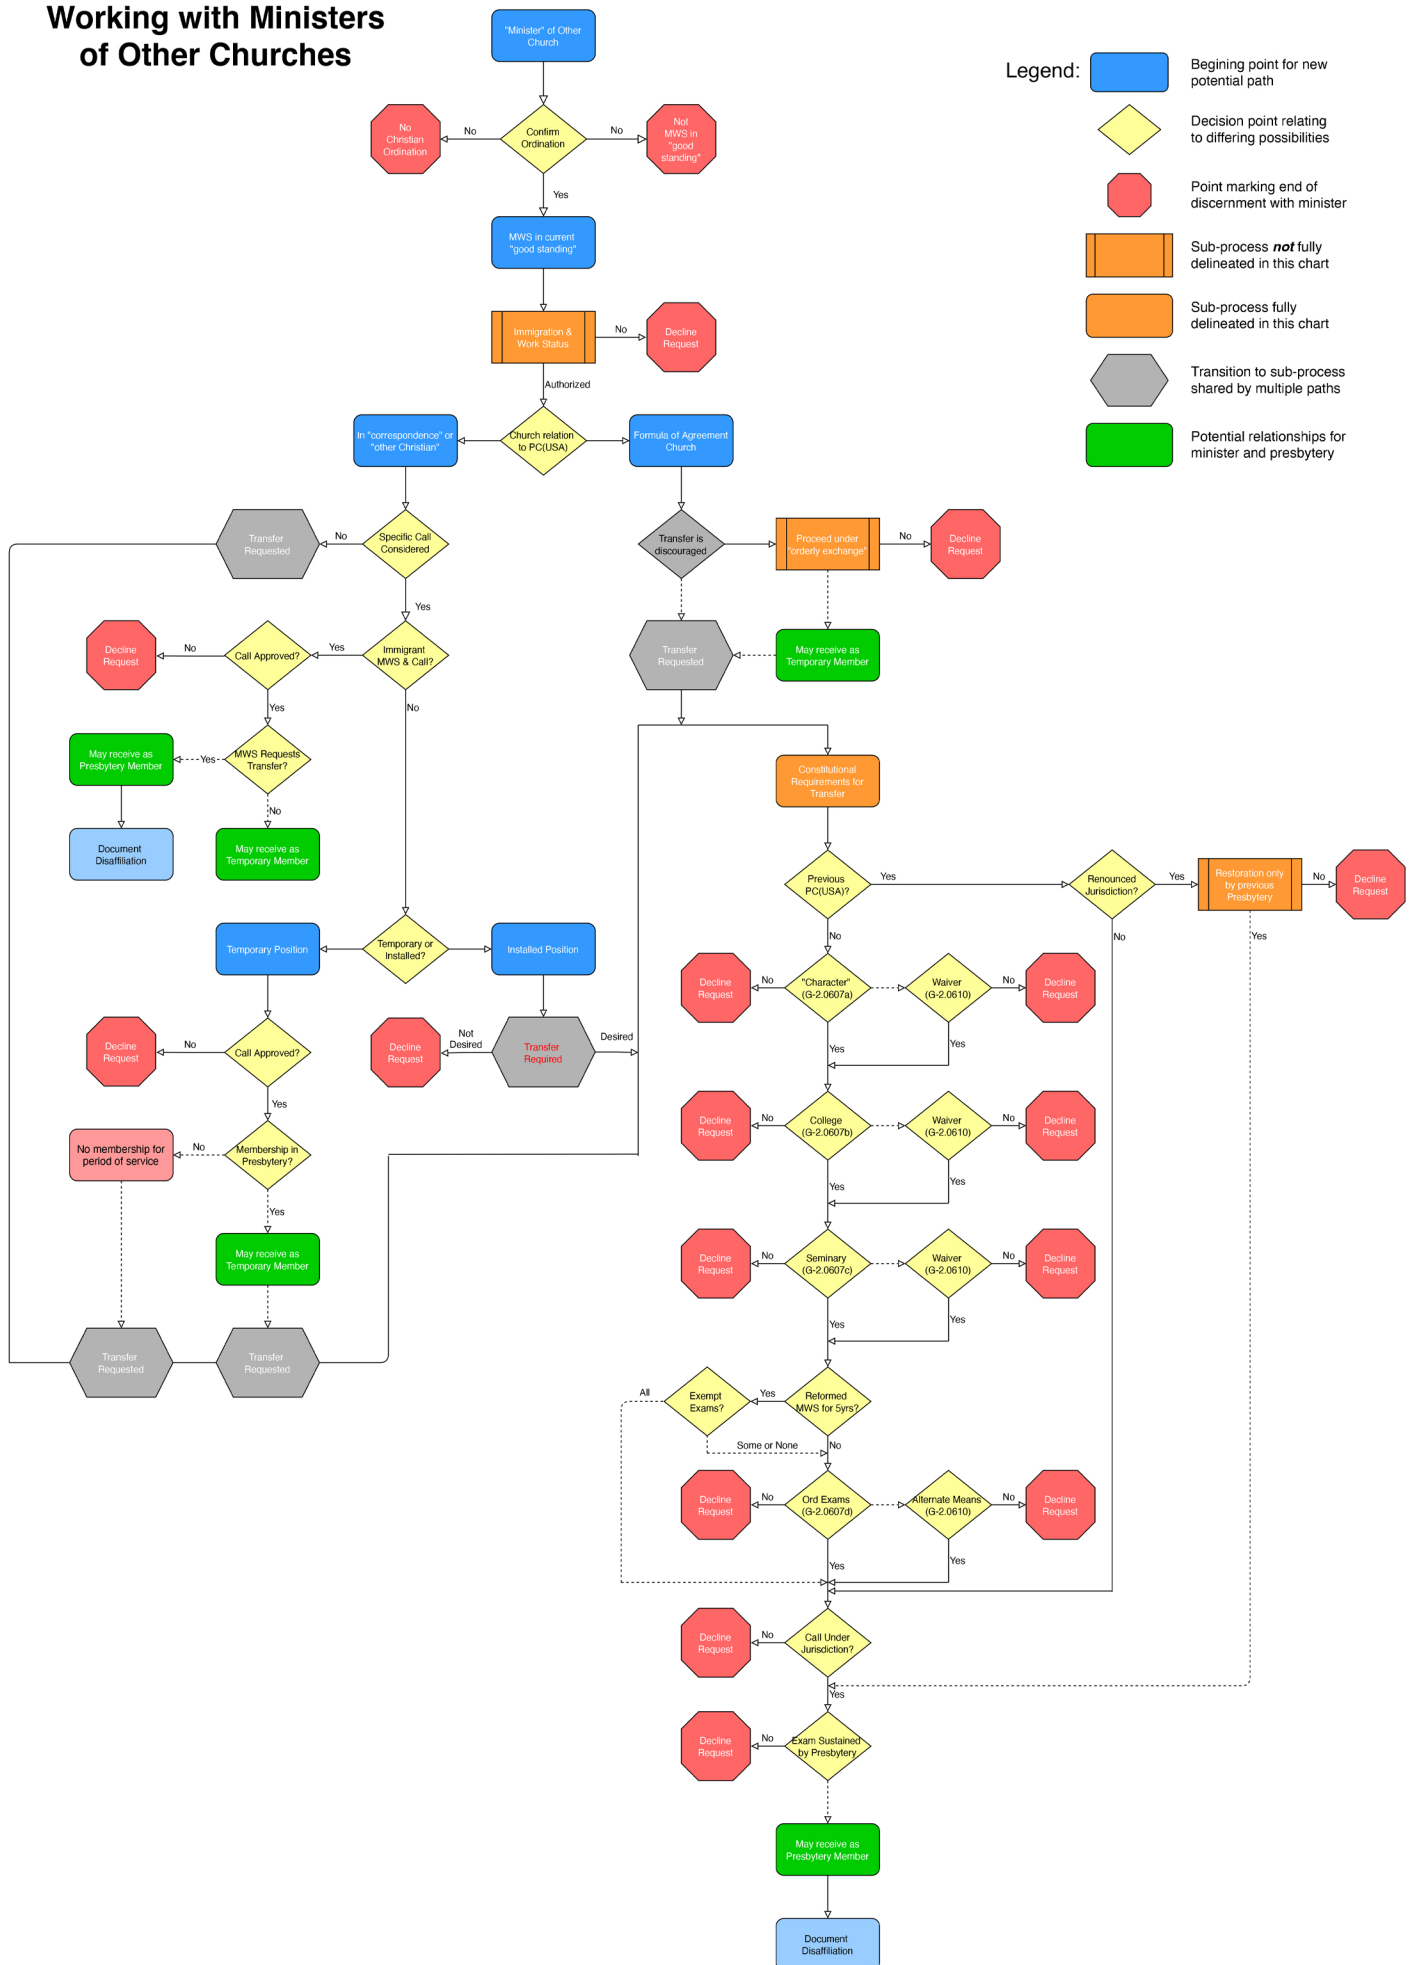 Working with Ministers
of Other Churches
"Minister" of Other
Church
Legend:
Begining point for new
potential path
Decision point relating
to differing possibilities
Point marking end of
discernment with minister
Sub-process not fully
delineated in this chart
Sub-process fully
delineated in this chart
Transition to sub-process
shared by multiple paths
Potential relationships for
minister and presbytery
No
Christian
Ordination
No
Confirm
Ordination
No
Not
MWS in
"good
standing"
Yes
MWS in current
"good standing"
Immigration &
Work Status
No
Decline
Request
Authorized
In "correspondence" or
"other Christian"
Church relation
to PC(USA)
Formula of Agreement
Church
Transfer
Requested
No
Specific Call
Considered
Transfer is
discouraged
Proceed under
"orderly exchange"
No
Decline
Request
Yes
Decline
Request
No
Call Approved?
Yes
Immigrant
MWS & Call?
Transfer
Requested
May receive as
Temporary Member
Yes
No
May receive as
Presbytery Member
Yes
MWS Requests
Transfer?
Constitutional
Requirements for
Transfer
No
Document
Disaffiliation
May receive as
Temporary Member
Previous
PC(USA)?
Yes
Renounced
Jurisdiction?
Yes
Restoration only
by previous
Presbytery
No
Decline
Request
No
No
Yes
Temporary Position
Temporary or
Installed?
Installed Position
Decline
Request
No
"Character"
(G-2.0607a)
Waiver
(G-2.0610)
No
Decline
Request
Decline
Request
No
Call Approved?
Decline
Request
Not
Desired
Transfer
Required
Desired
Yes
Yes
Yes
Decline
Request
No
College
(G-2.0607b)
Waiver
(G-2.0610)
No
Decline
Request
No membership for
period of service
No
Membership in
Presbytery?
Yes
Yes
Yes
May receive as
Temporary Member
Decline
Request
No
Seminary
(G-2.0607c)
Waiver
(G-2.0610)
No
Decline
Request
Yes
Yes
Transfer
Requested
Transfer
Requested
All
Exempt
Exams?
Yes
Reformed
MWS for 5yrs?
Some or None
No
Decline
Request
No
Ord Exams
(G-2.0607d)
Alternate Means
(G-2.0610)
No
Decline
Request
Yes
Yes
Decline
Request
No
Call Under
Jurisdiction?
Yes
Decline
Request
No
Exam Sustained
by Presbytery
May receive as
Presbytery Member
Document
Disaffiliation